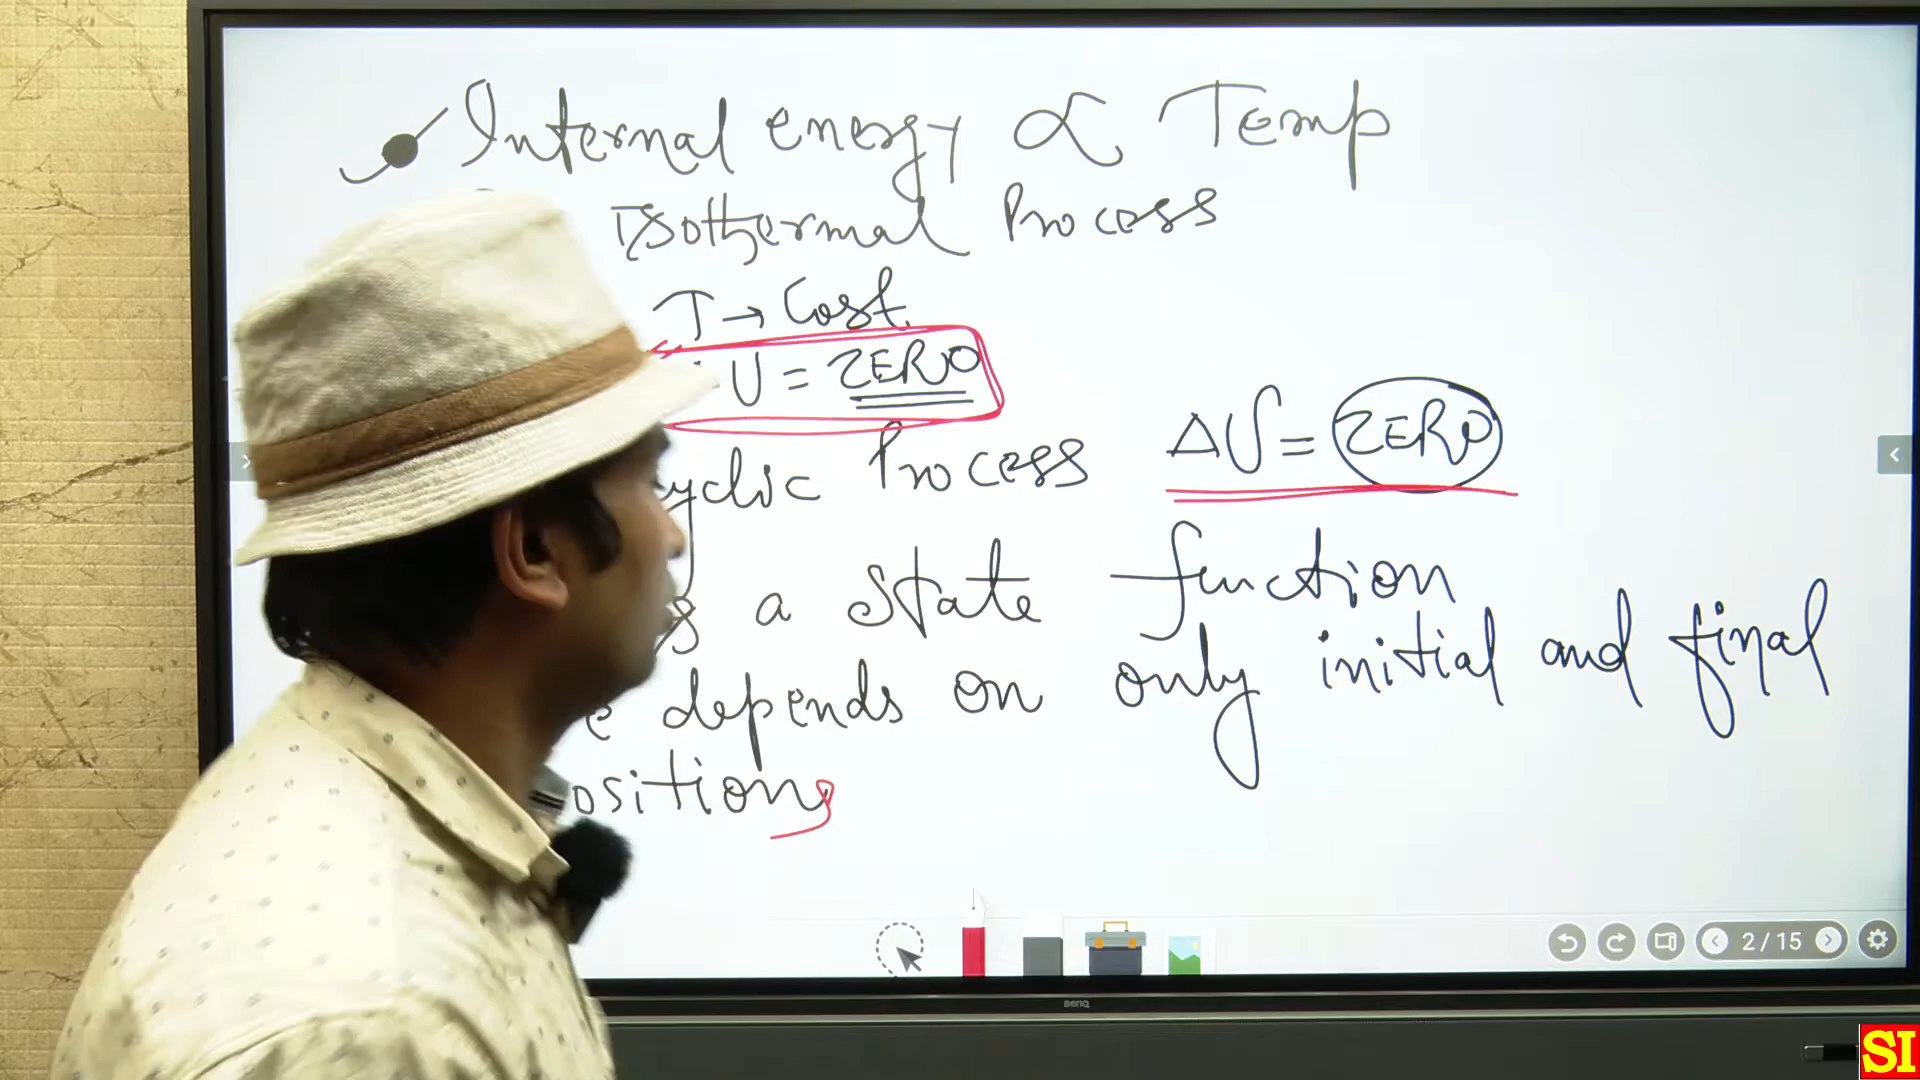 Internal energy ∝ Temp
Isothermal Process
T → Cost.
U = ZERO
yclic Process ΔU = ZERO
a state function
depends on only initial and final
ositions
2/15
BenQ
SI